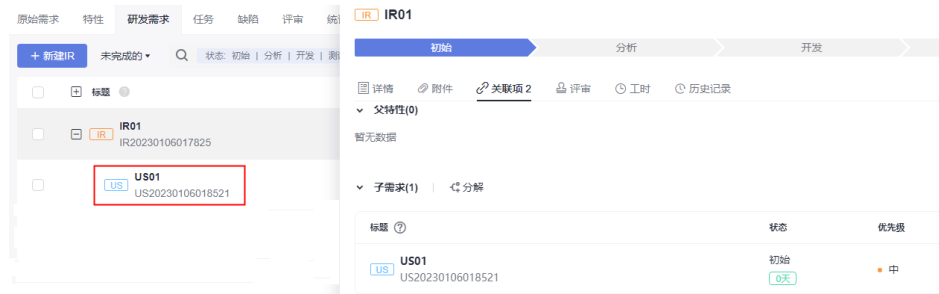 原始需求 特性 研发需求 任务 缺陷 评审
+ 新建IR 未完成的 状态: 初始 | 分析 | 开发 |
标题
IR IR01
IR20230106017825
US US01
US20230106018521
IR IR01
初始 分析 开发
详情 附件 关联项 2 评审 工时 历史记录
父特性(0)
暂无数据
子需求(1) 分解
标题 ? 状态 优先级
US US01 初始 中
US20230106018521 0天